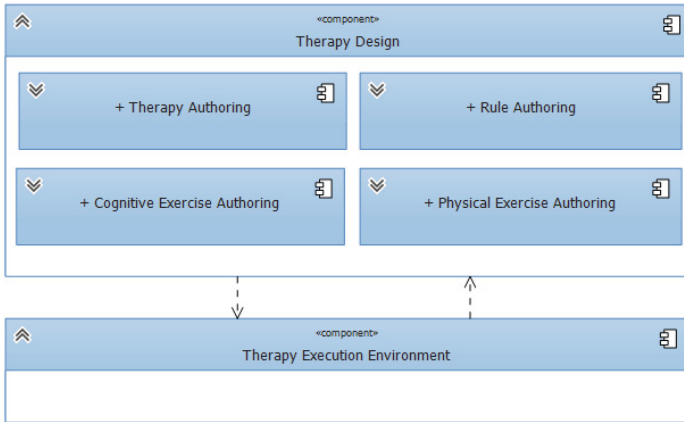 «component»
Therapy Design
+ Therapy Authoring
+ Rule Authoring
+ Cognitive Exercise Authoring
+ Physical Exercise Authoring
«component»
Therapy Execution Environment